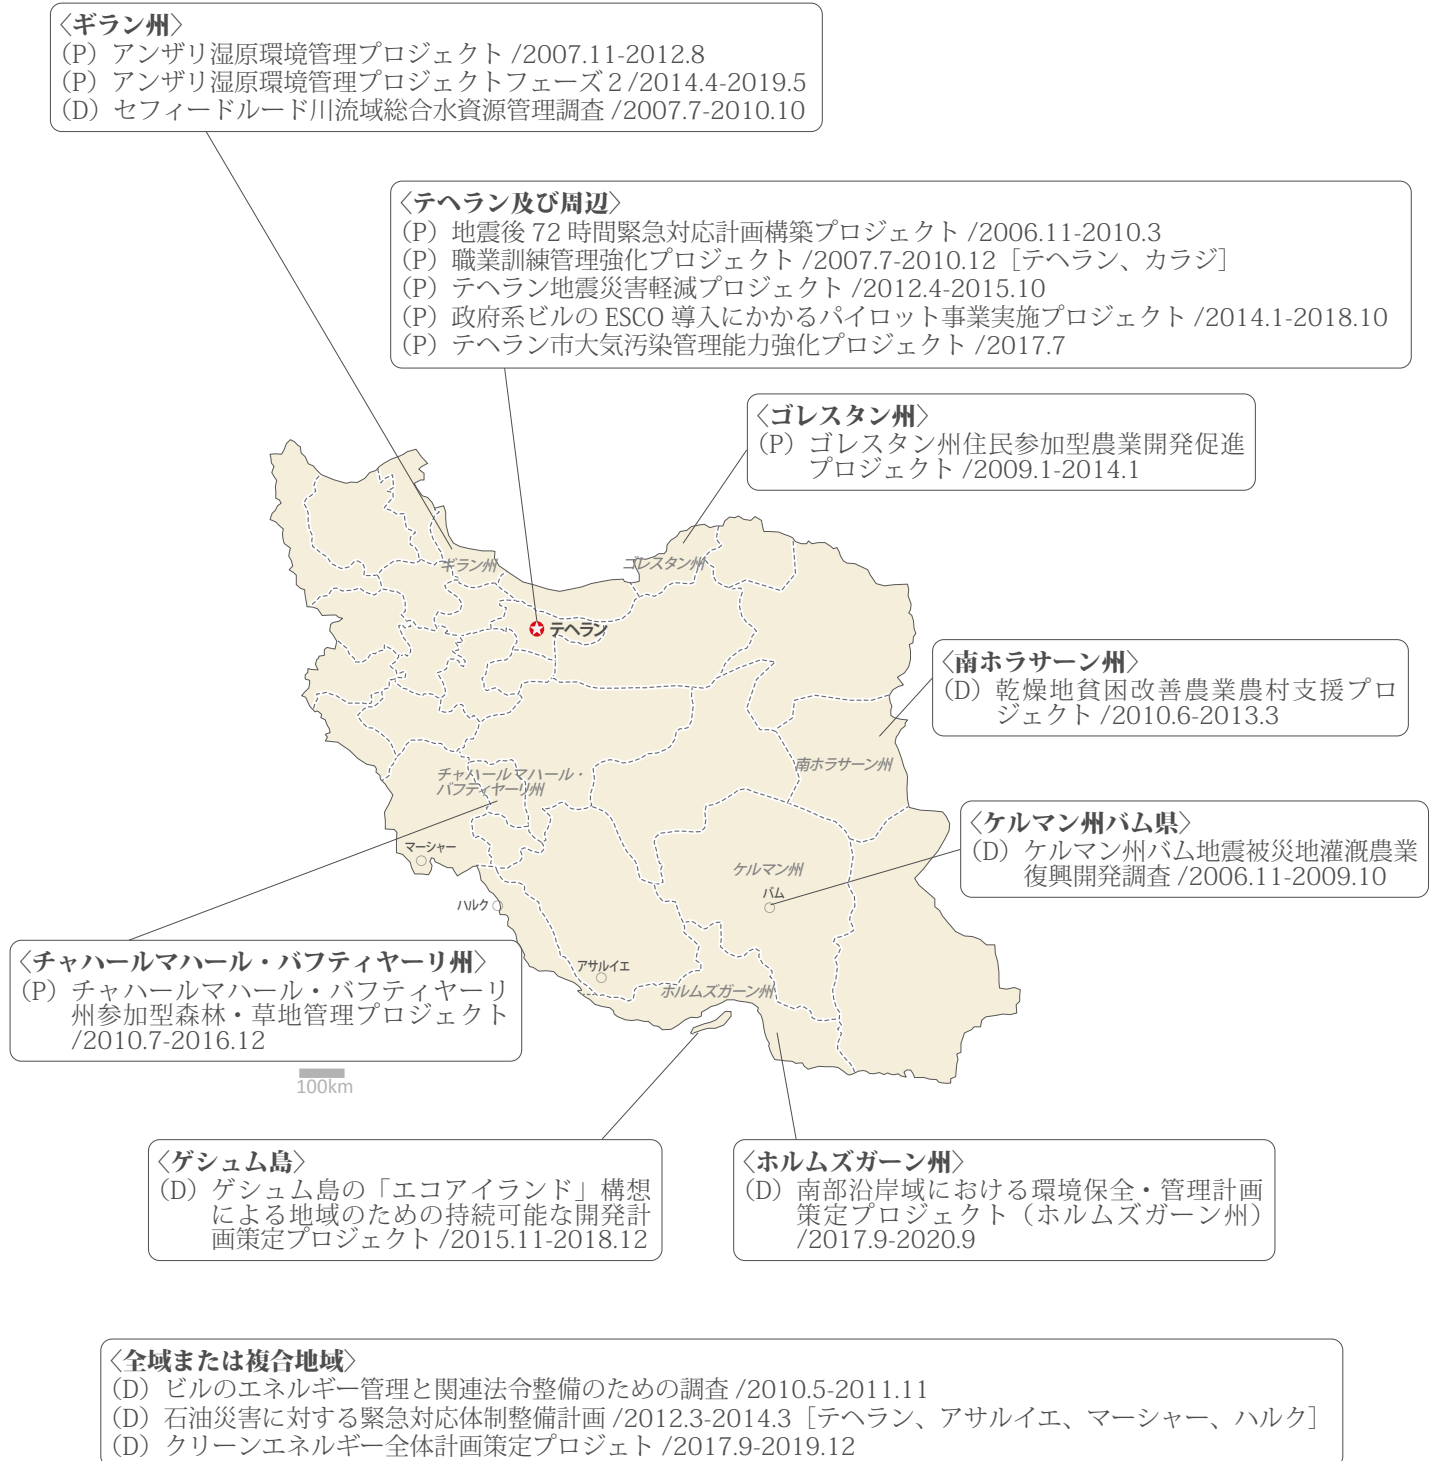 〈ギラン州〉
(P) アンザリ湿原環境管理プロジェクト /2007.11-2012.8
(P) アンザリ湿原環境管理プロジェクトフェーズ２/2014.4-2019.5
(D) セフィードルード川流域総合水資源管理調査 /2007.7-2010.10
〈テヘラン及び周辺〉
(P) 地震後 72 時間緊急対応計画構築プロジェクト /2006.11-2010.3
(P) 職業訓練管理強化プロジェクト /2007.7-2010.12［テヘラン、カラジ］
(P) テヘラン地震災害軽減プロジェクト /2012.4-2015.10
(P) 政府系ビルの ESCO 導入にかかるパイロット事業実施プロジェクト /2014.1-2018.10
(P) テヘラン市大気汚染管理能力強化プロジェクト /2017.7
〈ゴレスタン州〉
(P) ゴレスタン州住民参加型農業開発促進
プロジェクト /2009.1-2014.1
ギラン州
ゴレスタン州
テヘラン
〈南ホラサーン州〉
(D) 乾燥地貧困改善農業農村支援プロ
ジェクト /2010.6-2013.3
南ホラサーン州
チャハールマハール・
バフティヤーリ州
〈ケルマン州バム県〉
(D) ケルマン州バム地震被災地灌漑農業
復興開発調査 /2006.11-2009.10
マーシャー
ケルマン州
バム
ハルク
アサルイエ
ホルムズガーン州
〈チャハールマハール・バフティヤーリ州〉
(P) チャハールマハール・バフティヤーリ
州参加型森林・草地管理プロジェクト
/2010.7-2016.12
100km
〈ゲシュム島〉
(D) ゲシュム島の「エコアイランド」構想
による地域のための持続可能な開発計
画策定プロジェクト /2015.11-2018.12
〈ホルムズガーン州〉
(D) 南部沿岸域における環境保全・管理計画
策定プロジェクト（ホルムズガーン州）
/2017.9-2020.9
〈全域または複合地域〉
(D) ビルのエネルギー管理と関連法令整備のための調査 /2010.5-2011.11
(D) 石油災害に対する緊急対応体制整備計画 /2012.3-2014.3［テヘラン、アサルイエ、マーシャー、ハルク］
(D) クリーンエネルギー全体計画策定プロジェト /2017.9-2019.12